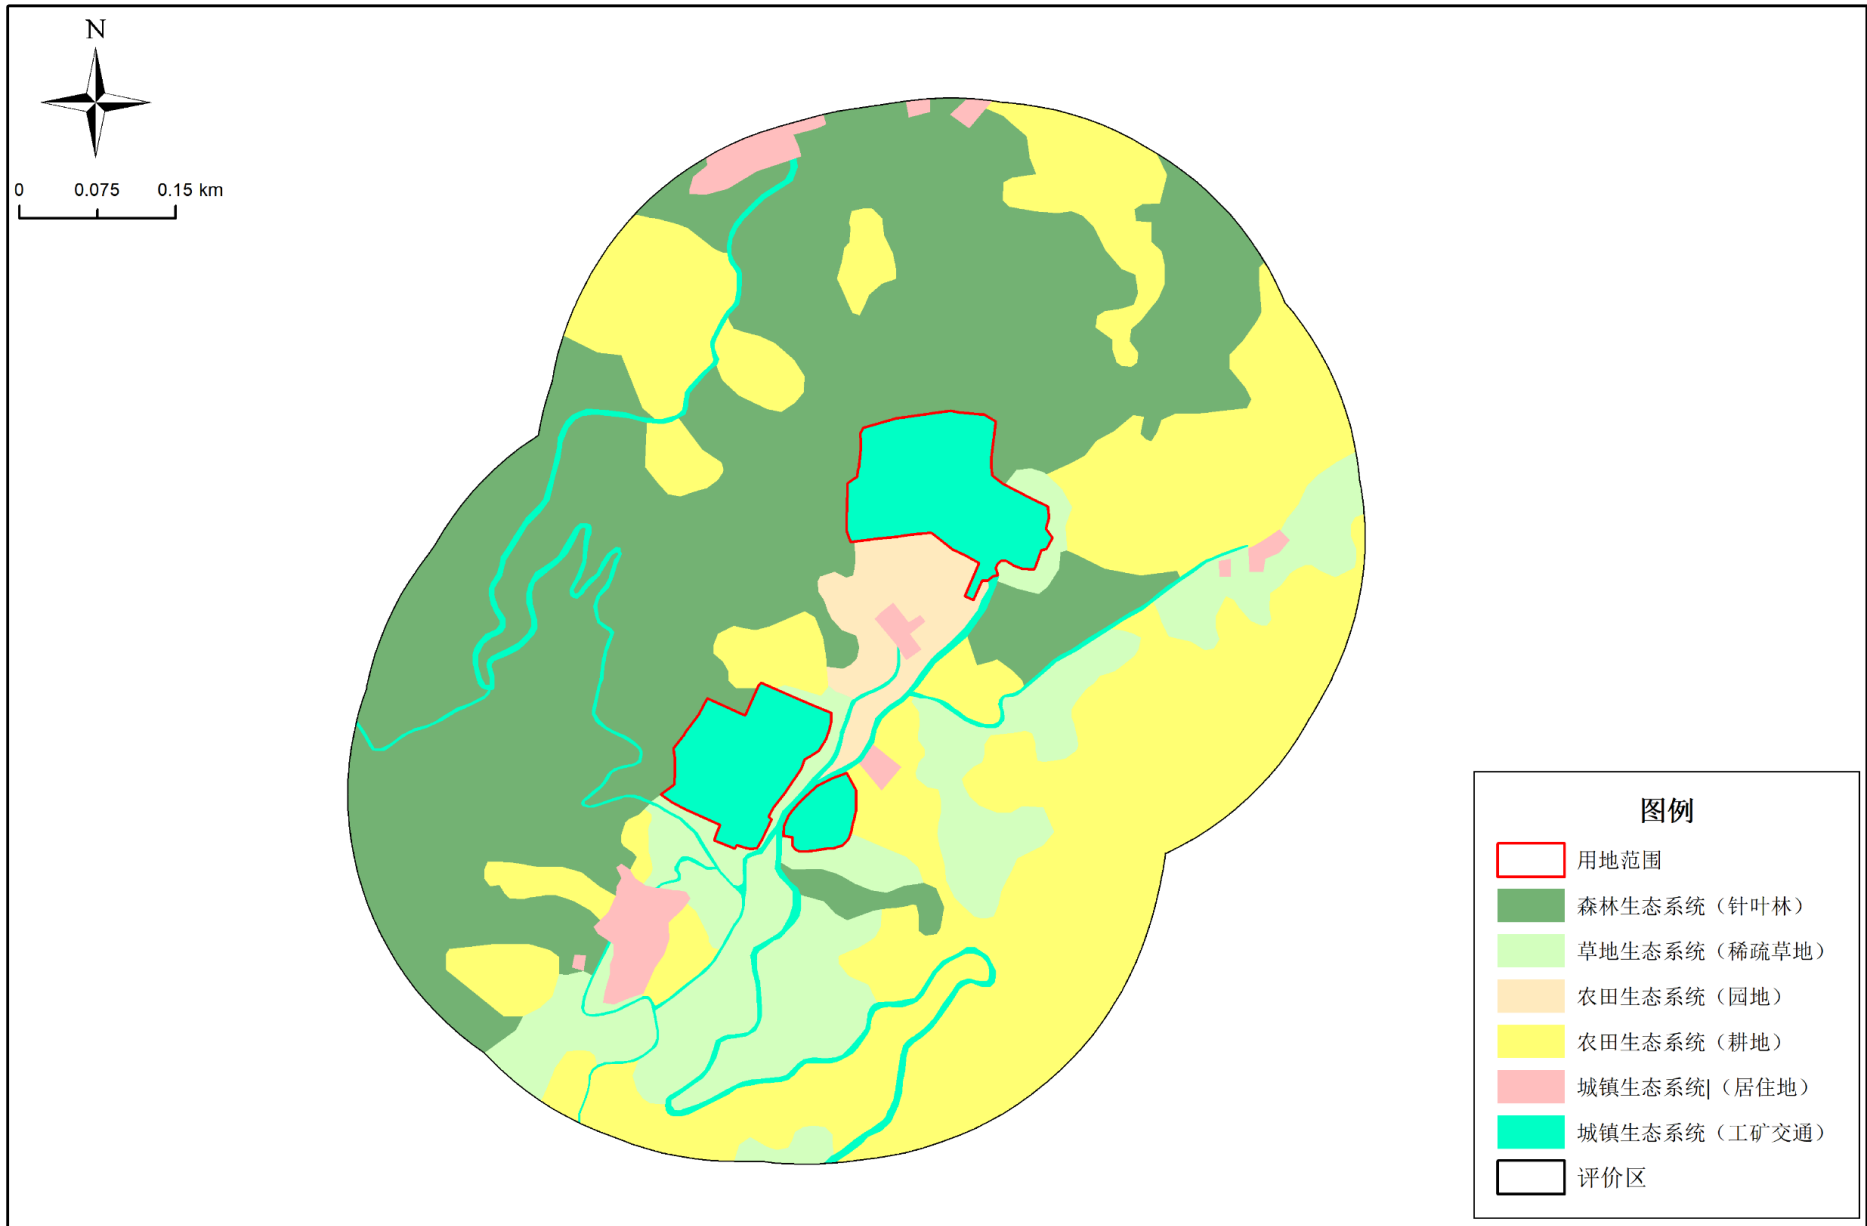 N
0 0.075 0.15 km
图例
用地范围
森林生态系统（针叶林）
草地生态系统（稀疏草地）
农田生态系统（园地）
农田生态系统（耕地）
城镇生态系统|（居住地）
城镇生态系统（工矿交通）
评价区